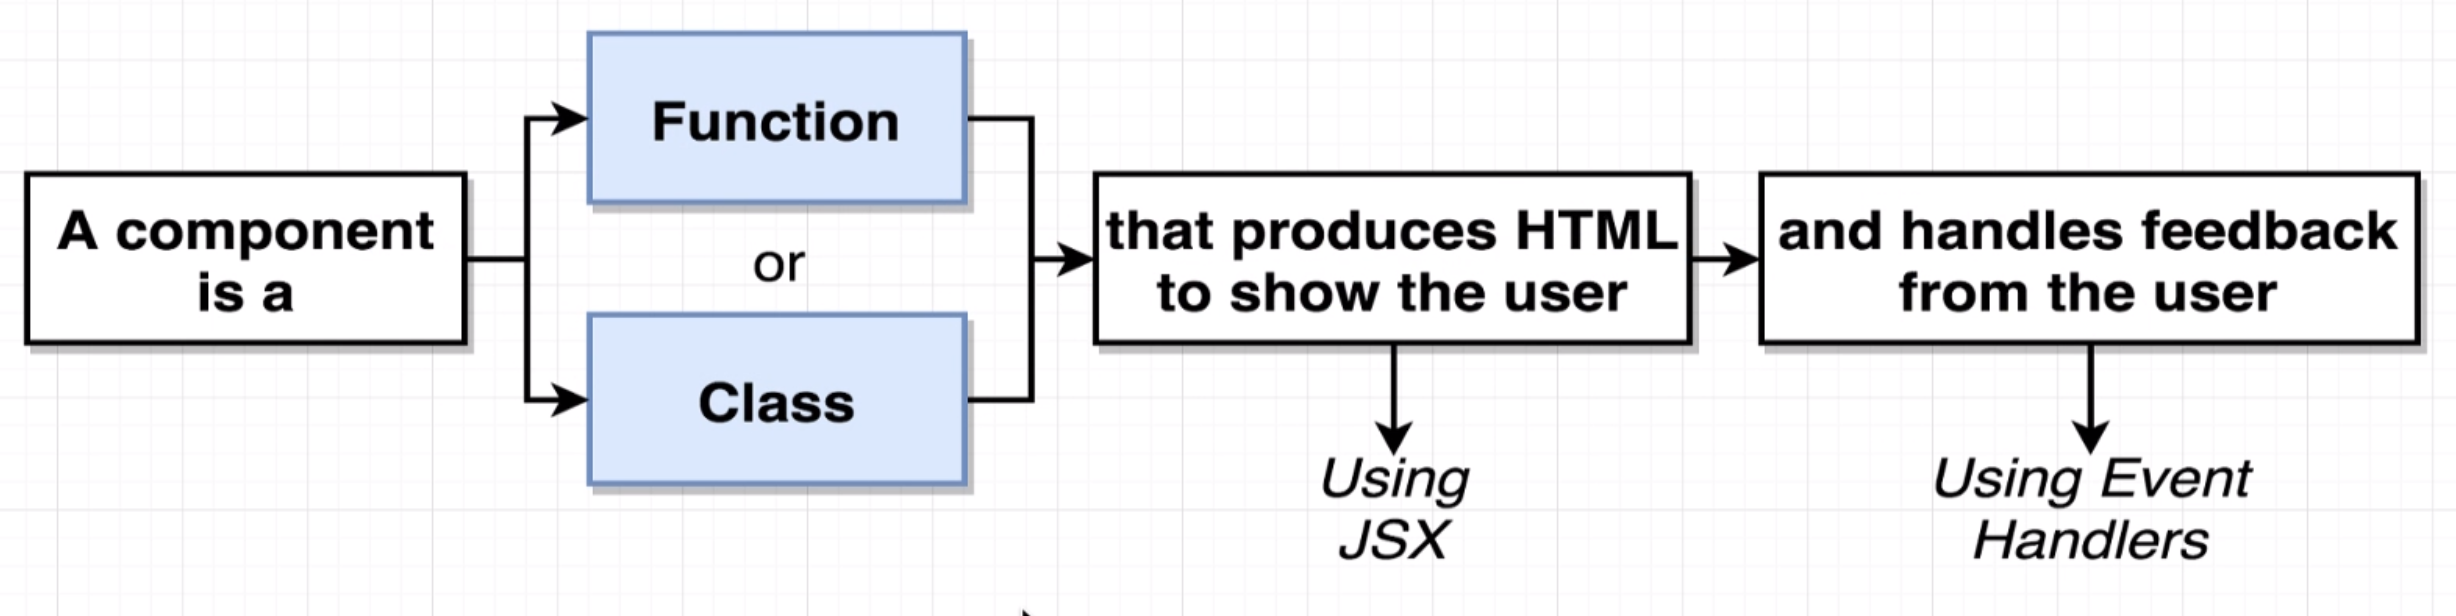 A component
is a
Function
or
Class
that produces HTML
to show the user
Using
JSX
and handles feedback
from the user
Using Event
Handlers